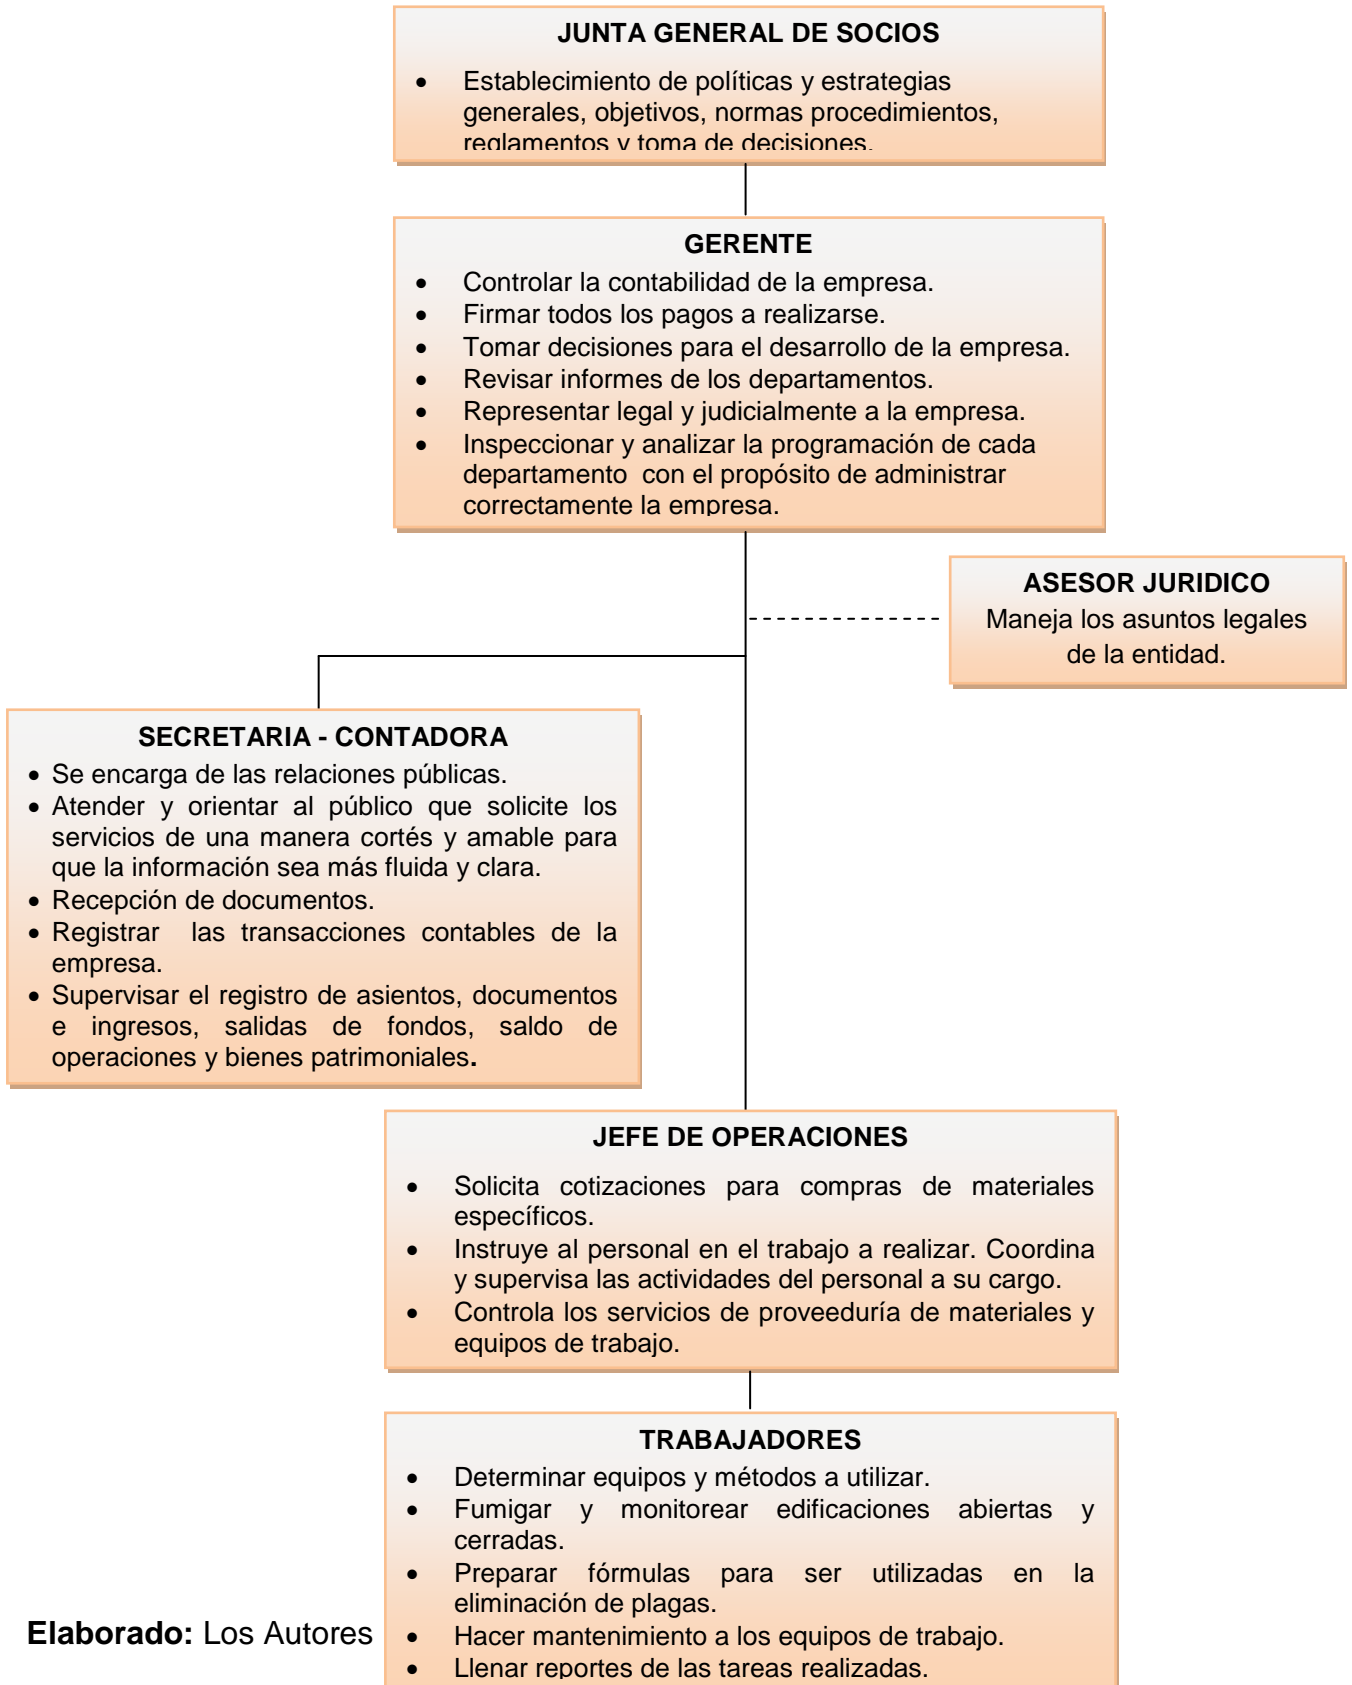 JUNTA GENERAL DE SOCIOS
• Establecimiento de políticas y estrategias
generales, objetivos, normas procedimientos,
reglamentos y toma de decisiones.
GERENTE
• Controlar la contabilidad de la empresa.
• Firmar todos los pagos a realizarse.
• Tomar decisiones para el desarrollo de la empresa.
• Revisar informes de los departamentos.
• Representar legal y judicialmente a la empresa.
• Inspeccionar y analizar la programación de cada
departamento con el propósito de administrar
correctamente la empresa.
ASESOR JURIDICO
Maneja los asuntos legales
de la entidad.
SECRETARIA - CONTADORA
• Se encarga de las relaciones públicas.
• Atender y orientar al público que solicite los
servicios de una manera cortés y amable para
que la información sea más fluida y clara.
• Recepción de documentos.
• Registrar las transacciones contables de la
empresa.
• Supervisar el registro de asientos, documentos
e ingresos, salidas de fondos, saldo de
operaciones y bienes patrimoniales.
JEFE DE OPERACIONES
• Solicita cotizaciones para compras de materiales
específicos.
• Instruye al personal en el trabajo a realizar. Coordina
y supervisa las actividades del personal a su cargo.
• Controla los servicios de proveeduría de materiales y
equipos de trabajo.
TRABAJADORES
• Determinar equipos y métodos a utilizar.
• Fumigar y monitorear edificaciones abiertas y
cerradas.
• Preparar fórmulas para ser utilizadas en la
eliminación de plagas.
• Hacer mantenimiento a los equipos de trabajo.
• Llenar reportes de las tareas realizadas.
Elaborado: Los Autores